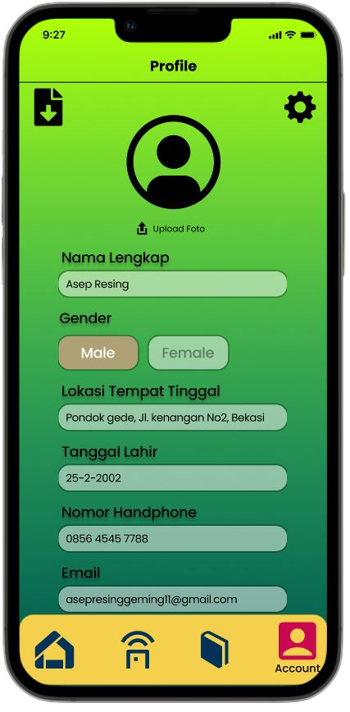 9:27
Profile
Upload Foto
Nama Lengkap
Asep Resing
Gender
Male Female
Lokasi Tempat Tinggal
Pondok gede, Jl. kenangan No2, Bekasi
Tanggal Lahir
25-2-2002
Nomor Handphone
0856 4545 7788
Email
asepresinggeming11@gmail.com
Account